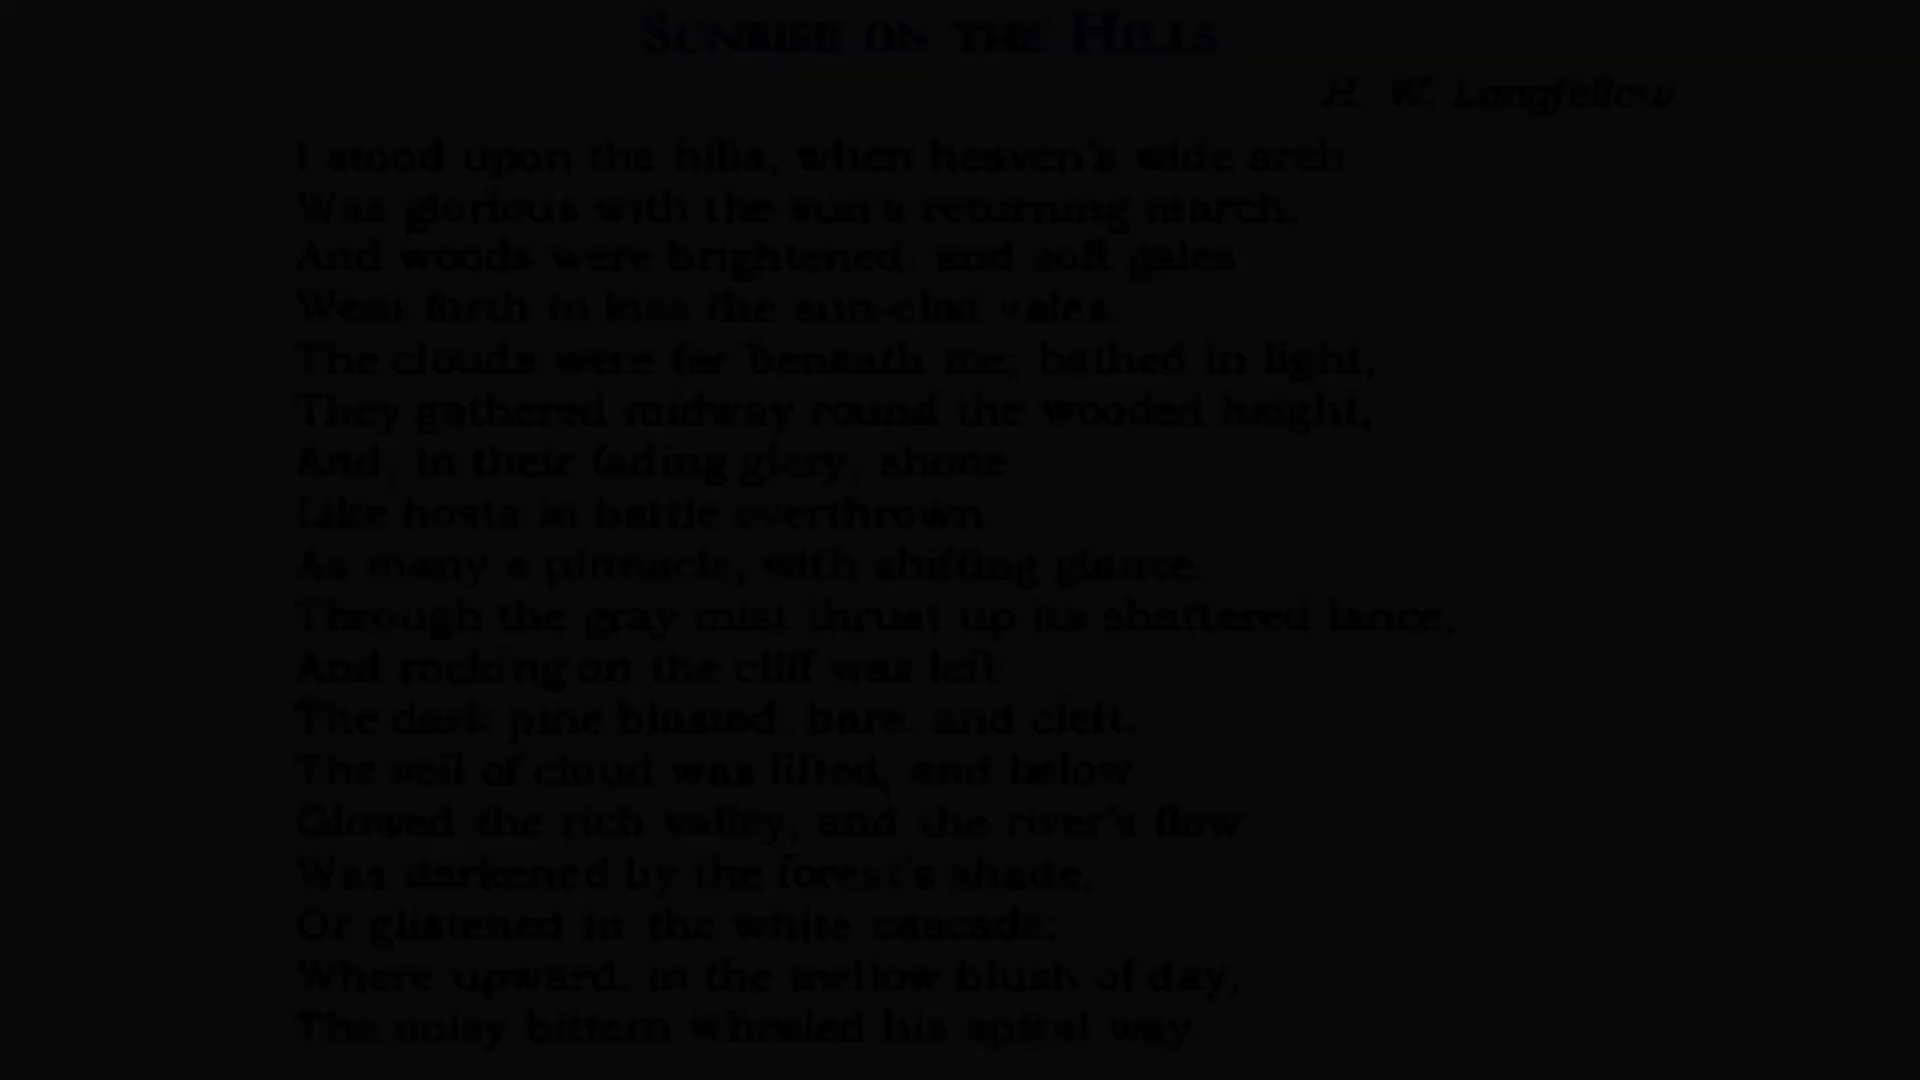 SUNRISE ON THE HILLS
H. W. Longfellow
I stood upon the hills, when heaven's wide arch
Was glorious with the sun's returning march,
And woods were brightened, and soft gales
Went forth to kiss the sun-clad vales.
The clouds were far beneath me; bathed in light,
They gathered midway round the wooded height,
And, in their fading glory, shone
Like hosts in battle overthrown.
As many a pinnacle, with shifting glance.
Through the gray mist thrust up its shattered lance,
And rocking on the cliff was left
The dark pine blasted, bare, and cleft.
The veil of cloud was lifted, and below
Glowed the rich valley, and the river's flow
Was darkened by the forest's shade,
Or glistened in the white cascade;
Where upward, in the mellow blush of day,
The noisy bittern wheeled his spiral way.